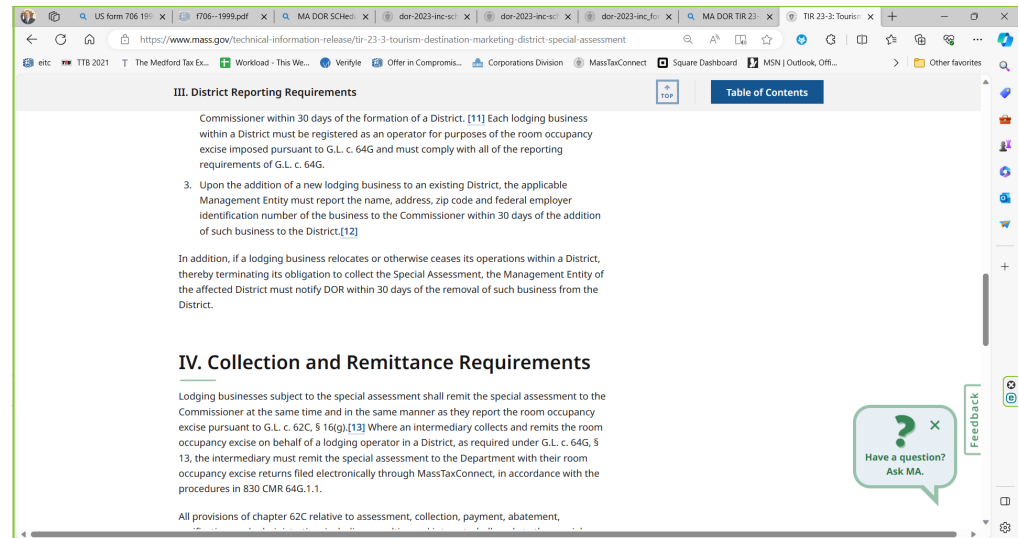 US form 706 199
f706--1999.pdf
MA DOR SCHedu
dor-2023-inc-sch
dor-2023-inc-sch
dor-2023-inc_for
MA DOR TIR 23-
TIR 23-3: Tourism
https://www.mass.gov/technical-information-release/tir-23-3-tourism-destination-marketing-district-special-assessment
eitc
TTB 2021
The Medford Tax Ex...
Workload - This We...
Verifyle
Offer in Compromis...
Corporations Division
MassTaxConnect
Square Dashboard
MSN | Outlook, Offi...
Other favorites
III. District Reporting Requirements
TOP
Table of Contents
Commissioner within 30 days of the formation of a District. [11] Each lodging business
within a District must be registered as an operator for purposes of the room occupancy
excise imposed pursuant to G.L. c. 64G and must comply with all of the reporting
requirements of G.L. c. 64G.
3. Upon the addition of a new lodging business to an existing District, the applicable
Management Entity must report the name, address, zip code and federal employer
identification number of the business to the Commissioner within 30 days of the addition
of such business to the District.[12]
In addition, if a lodging business relocates or otherwise ceases its operations within a District,
thereby terminating its obligation to collect the Special Assessment, the Management Entity of
the affected District must notify DOR within 30 days of the removal of such business from the
District.
IV. Collection and Remittance Requirements
Lodging businesses subject to the special assessment shall remit the special assessment to the
Commissioner at the same time and in the same manner as they report the room occupancy
excise pursuant to G.L. c. 62C, § 16(g).[13] Where an intermediary collects and remits the room
occupancy excise on behalf of a lodging operator in a District, as required under G.L. c. 64G, §
13, the intermediary must remit the special assessment to the Department with their room
occupancy excise returns filed electronically through MassTaxConnect, in accordance with the
procedures in 830 CMR 64G.1.1.
All provisions of chapter 62C relative to assessment, collection, payment, abatement,
Feedback
Have a question?
Ask MA.